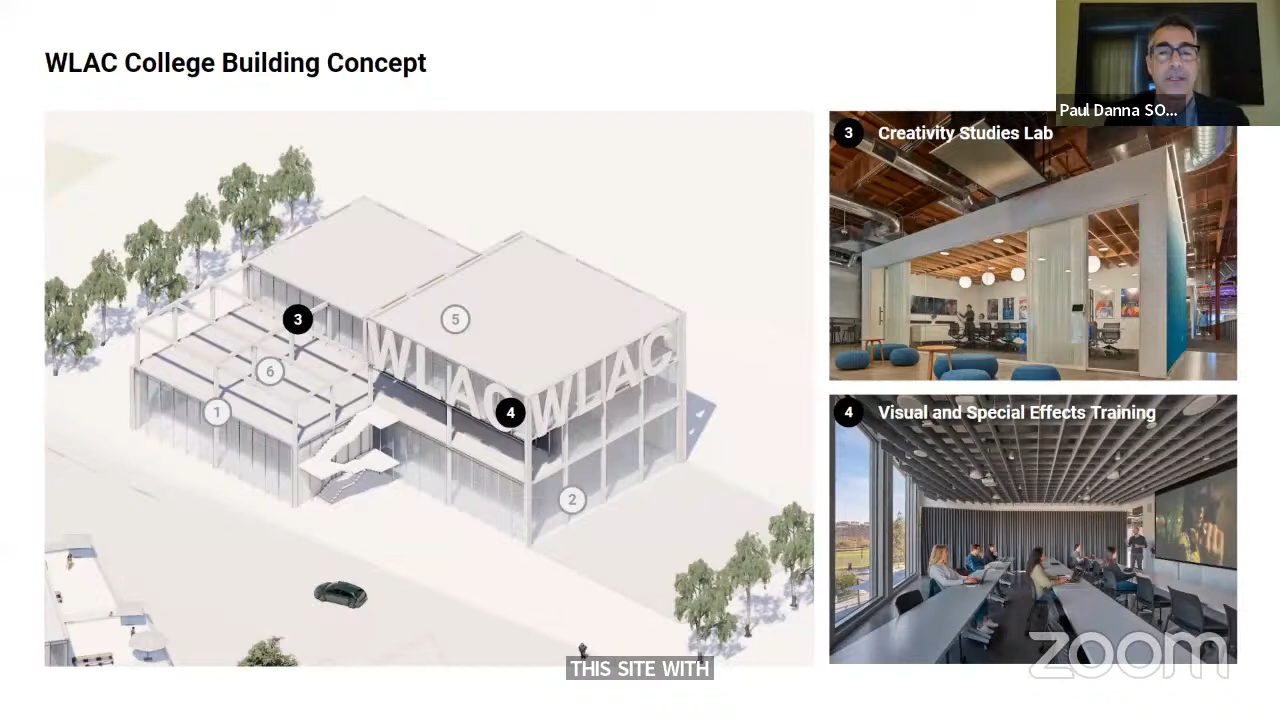 WLAC College Building Concept
Paul Danna SO...
3 Creativity Studies Lab
3
5
6
1
WLAC
WLAC
4
2
4 Visual and Special Effects Training
zoom
THIS SITE WITH